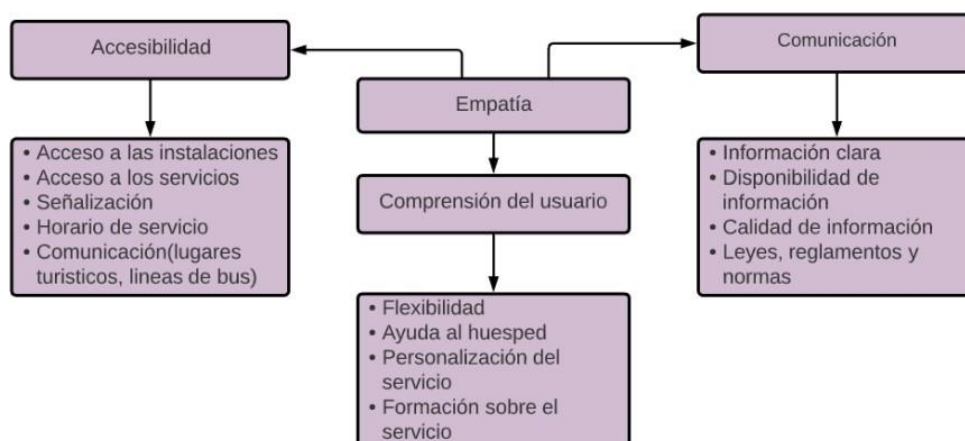 Accesibilidad
Comunicación
Empatía
• Acceso a las instalaciones
• Acceso a los servicios
• Señalización
• Horario de servicio
• Comunicación(lugares
turisticos, lineas de bus)
Comprensión del usuario
• Información clara
• Disponibilidad de
información
• Calidad de información
• Leyes, reglamentos y
normas
• Flexibilidad
• Ayuda al huesped
• Personalización del
servicio
• Formación sobre el
servicio